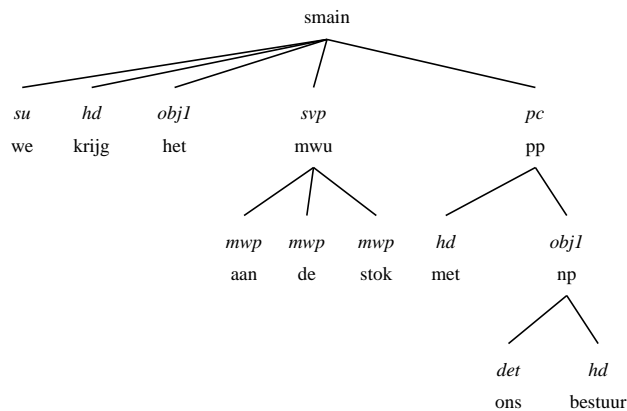 smain
su hd obj1 svp pc
we krijg het mwu pp
mwp mwp mwp hd obj1
aan de stok met np
det hd
ons bestuur